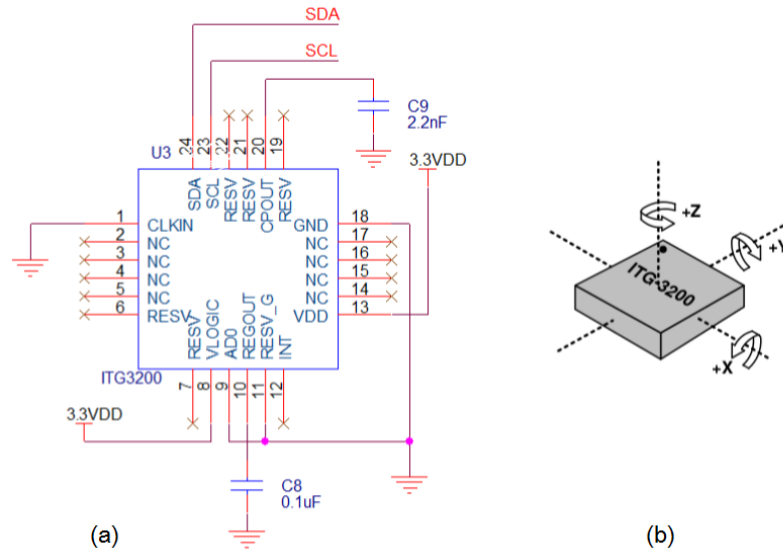 SDA
SCL
C9
2.2nF
3.3VDD
U3
24
23
22
21
20
19
SDA
SCL
RESV
RESV
CPOUT
RESV
1
CLKIN
2
NC
3
NC
4
NC
5
NC
6
RESV
GND
18
NC
17
NC
16
NC
15
NC
14
VDD
13
RESV
VLOGIC
AD0
REGOUT
RESV_G
INT
ITG3200
7
8
9
10
11
12
3.3VDD
C8
0.1uF
(a)
+Z
+Y
ITG-3200
+X
(b)